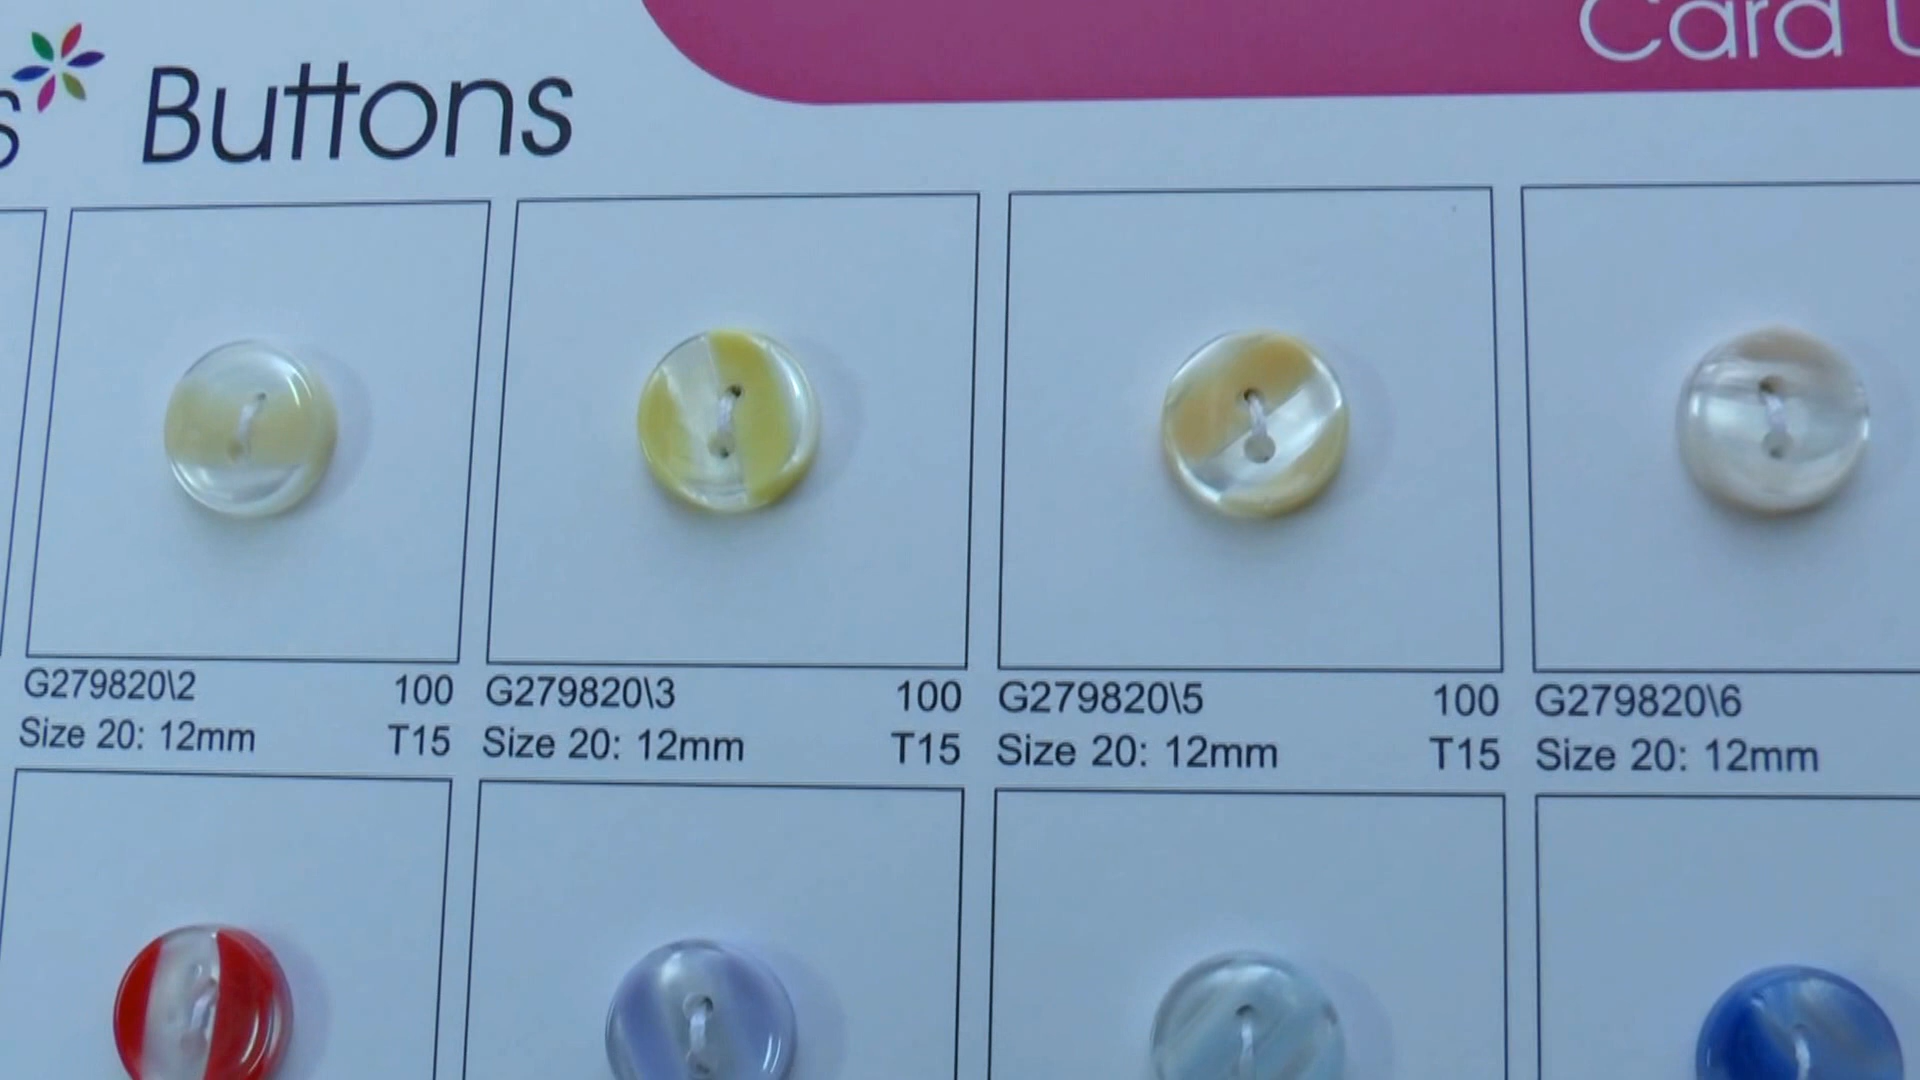 Buttons
Card
G279820\2 100
Size 20: 12mm T15
G279820\3 100
Size 20: 12mm T15
G279820\5 100
Size 20: 12mm T15
G279820\6
Size 20: 12mm